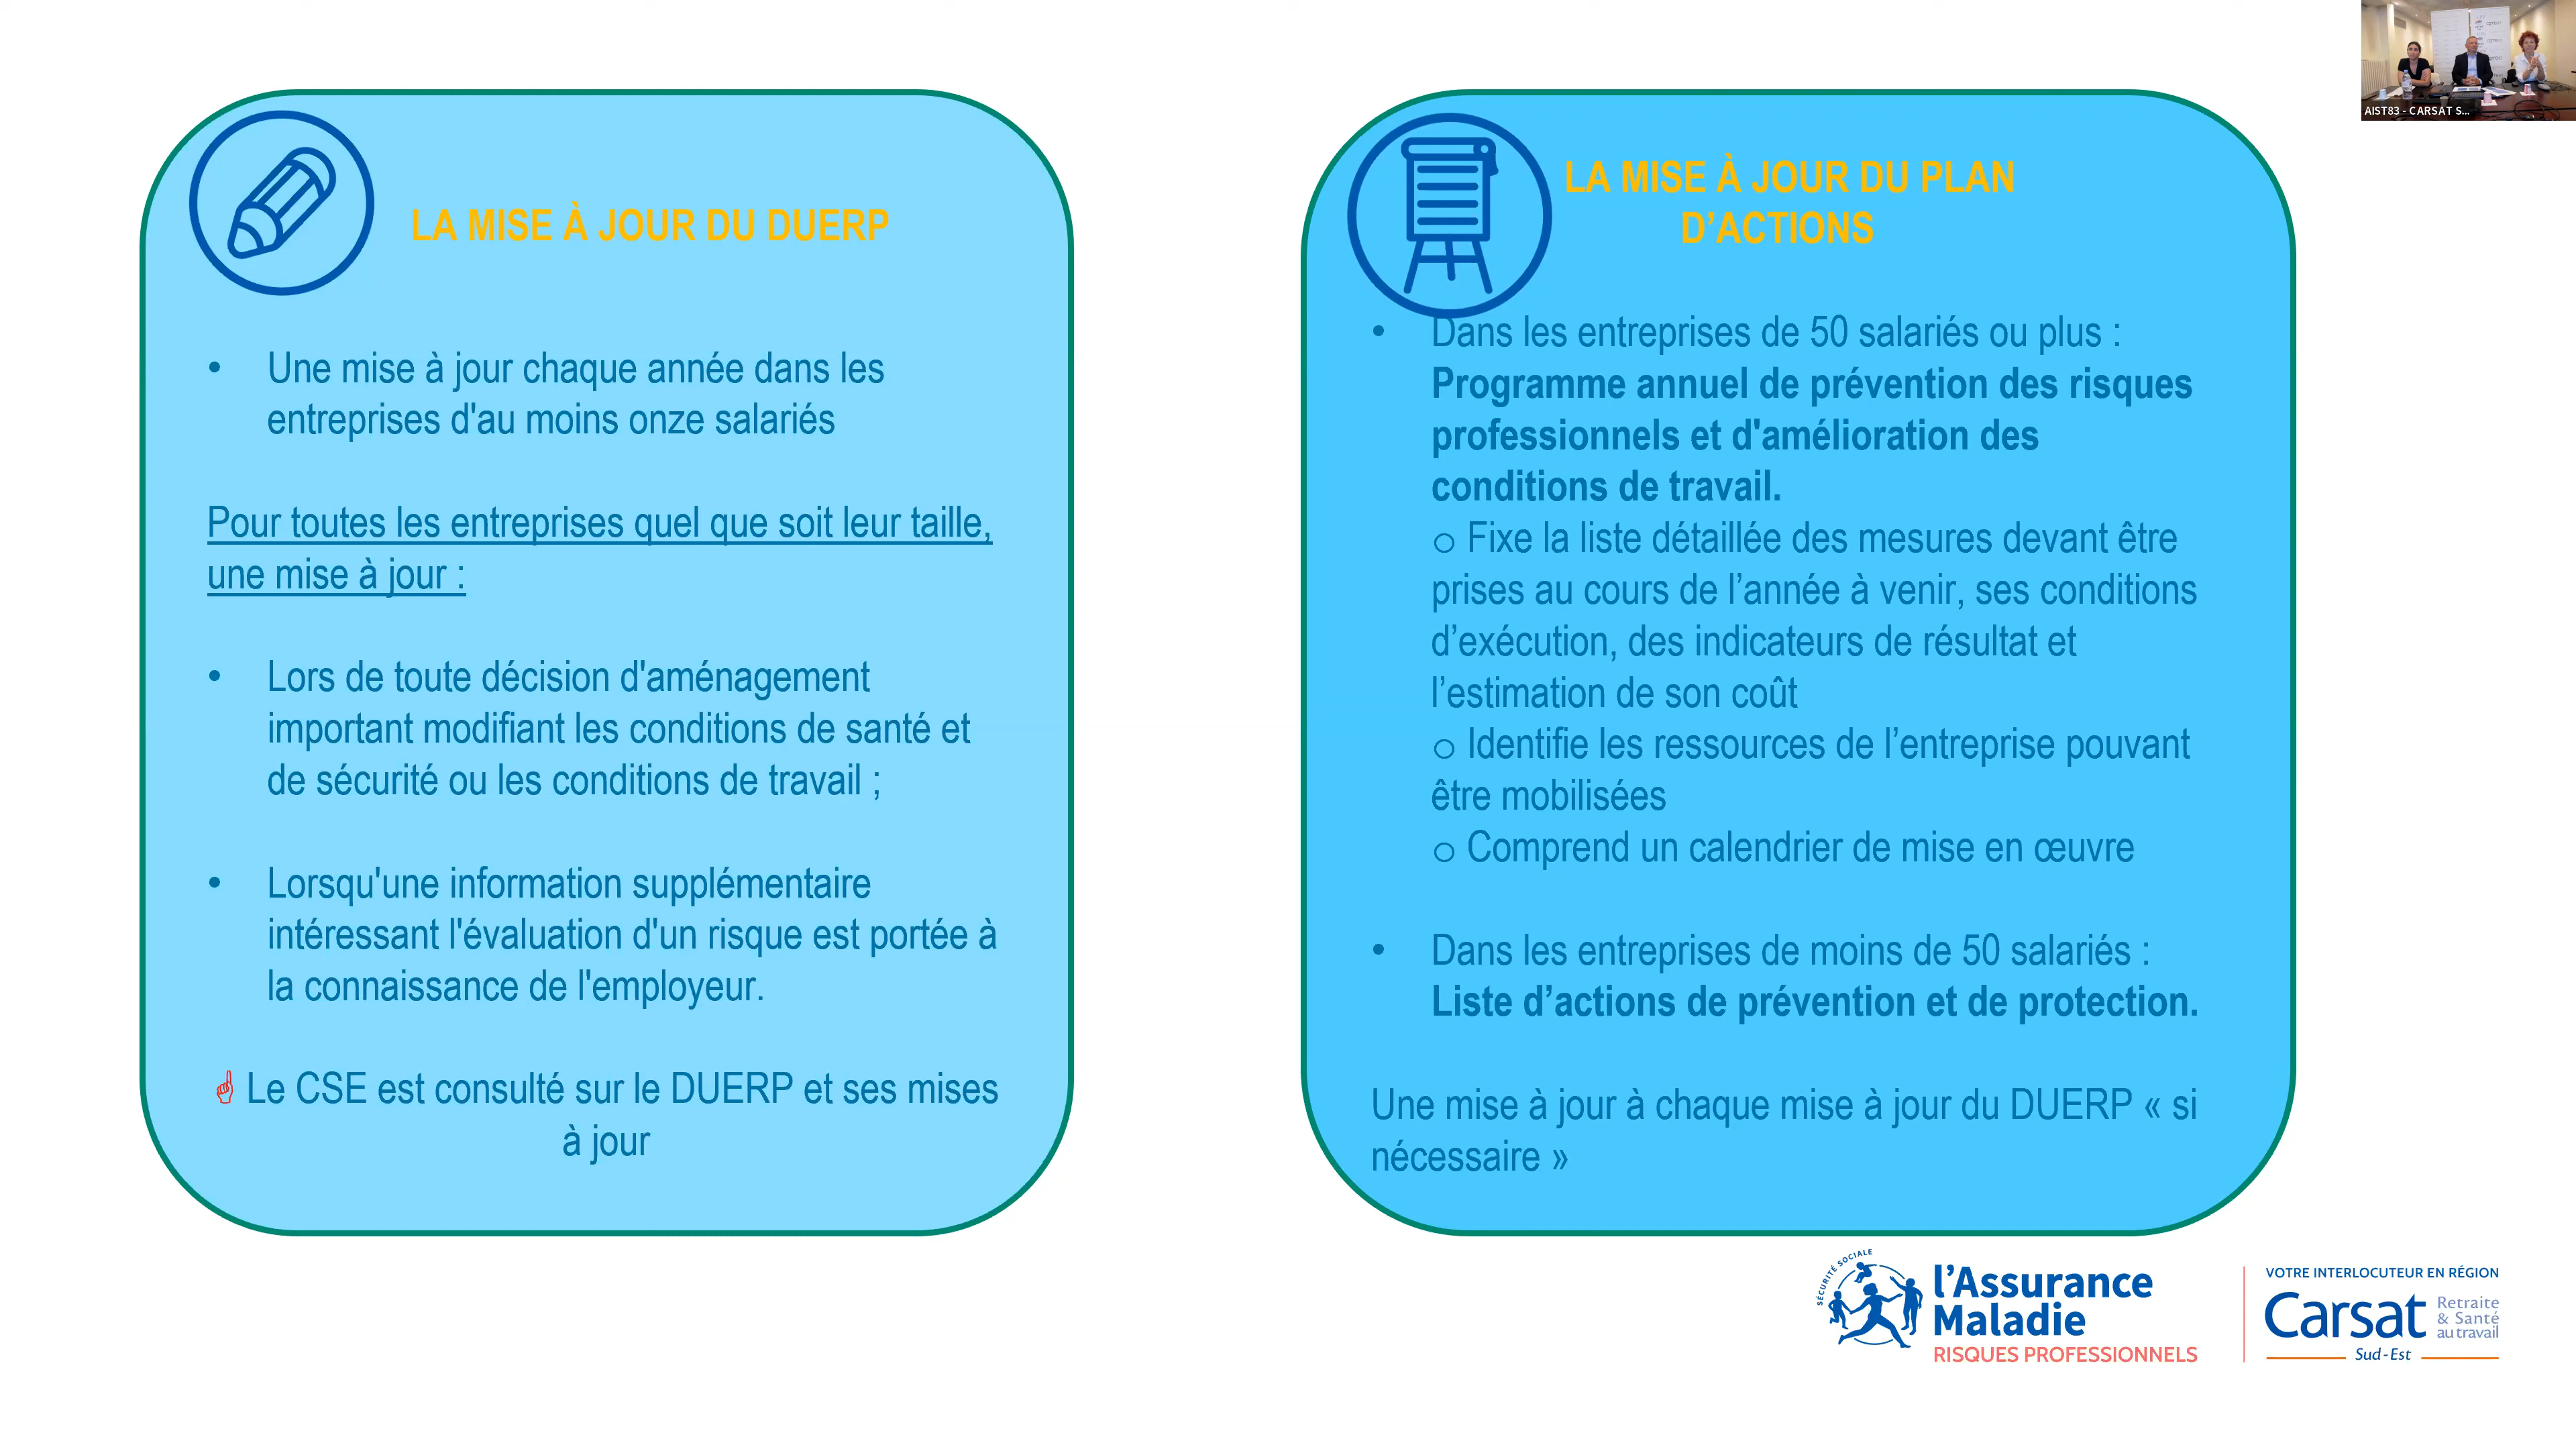 AIST83 - CARSAT S...
LA MISE À JOUR DU DUERP
• Une mise à jour chaque année dans les
entreprises d'au moins onze salariés
Pour toutes les entreprises quel que soit leur taille,
une mise à jour :
• Lors de toute décision d'aménagement
important modifiant les conditions de santé et
de sécurité ou les conditions de travail ;
• Lorsqu'une information supplémentaire
intéressant l'évaluation d'un risque est portée à
la connaissance de l'employeur.
☝ Le CSE est consulté sur le DUERP et ses mises
à jour
LA MISE À JOUR DU PLAN
D’ACTIONS
• Dans les entreprises de 50 salariés ou plus :
Programme annuel de prévention des risques
professionnels et d'amélioration des
conditions de travail.
o Fixe la liste détaillée des mesures devant être
prises au cours de l’année à venir, ses conditions
d’exécution, des indicateurs de résultat et
l’estimation de son coût
o Identifie les ressources de l’entreprise pouvant
être mobilisées
o Comprend un calendrier de mise en œuvre
• Dans les entreprises de moins de 50 salariés :
Liste d’actions de prévention et de protection.
Une mise à jour à chaque mise à jour du DUERP « si
nécessaire »
SÉCURITÉ SOCIALE
l’Assurance
Maladie
RISQUES PROFESSIONNELS
VOTRE INTERLOCUTEUR EN RÉGION
Carsat
Retraite
& Santé
au travail
Sud-Est